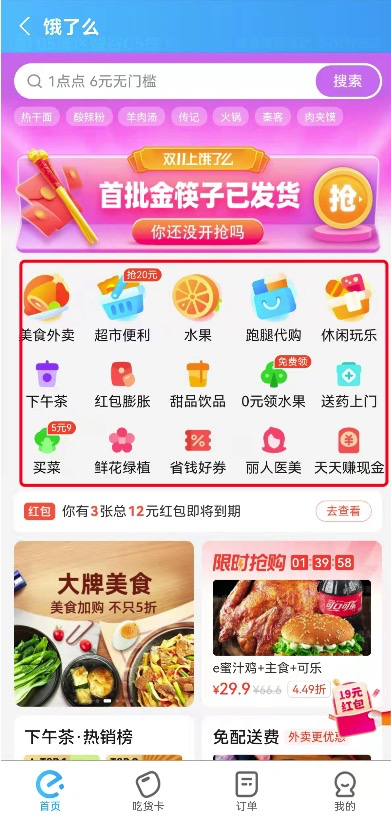 饿了么
1点点 6元无门槛
搜索
热干面 酸辣粉 羊肉汤 传记 火锅 秦客 肉夹馍
双11上饿了么
首批金筷子已发货
抢
你还没开抢吗
抢20元
美食外卖 超市便利 水果 跑腿代购 休闲玩乐
免费领
下午茶 红包膨胀 甜品饮品 0元领水果 送药上门
5元9
买菜 鲜花绿植 省钱好券 丽人医美 天天赚现金
红包 你有3张总12元红包即将到期 去查看
大牌美食
美食加购 不只5折
限时抢购 01:39:58
可口可乐
e蜜汁鸡+主食+可乐
¥29.9 ¥66.6 4.49折
19元
红包
下午茶·热销榜
免配送费 外卖更优惠
首页 吃货卡 订单 我的